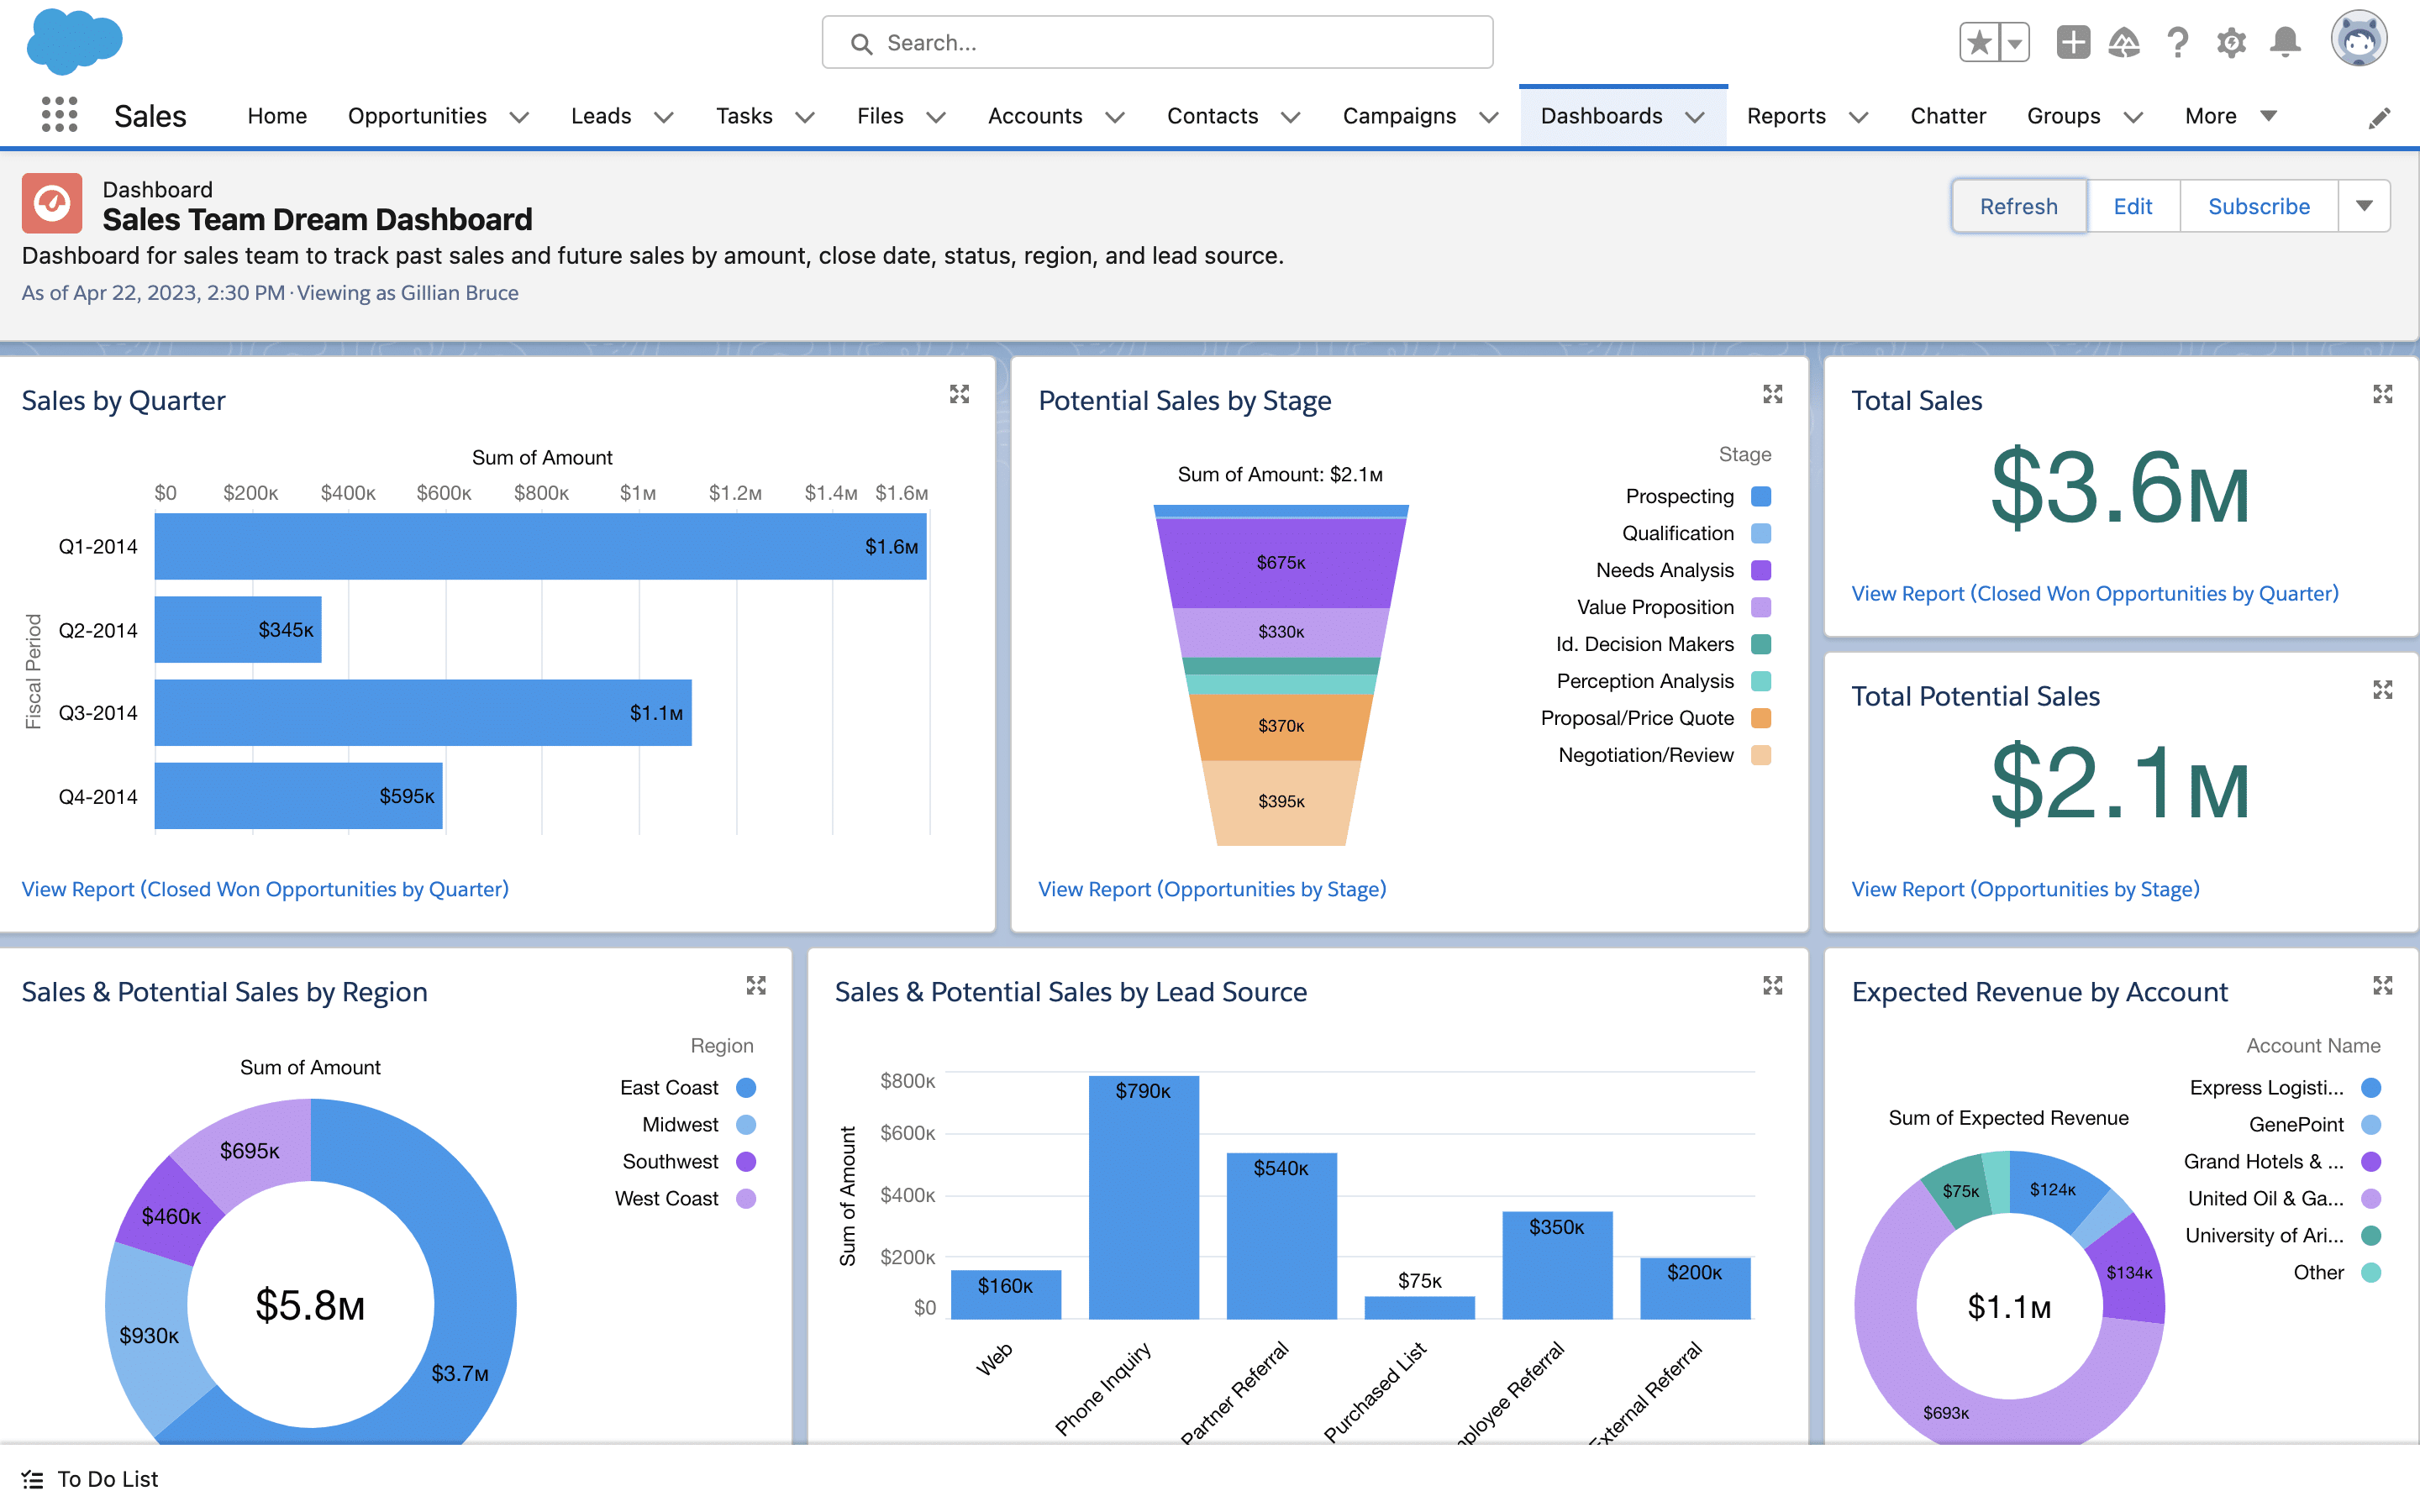 Search...
Sales
Home
Opportunities
Leads
Tasks
Files
Accounts
Contacts
Campaigns
Dashboards
Reports
Chatter
Groups
More
Dashboard
Sales Team Dream Dashboard
Dashboard for sales team to track past sales and future sales by amount, close date, status, region, and lead source.
As of Apr 22, 2023, 2:30 PM·Viewing as Gillian Bruce
Refresh
Edit
Subscribe
Sales by Quarter
Sum of Amount
$0 $200K $400K $600K $800K $1M $1.2M $1.4M $1.6M
Fiscal Period
Q1-2014 $1.6M
Q2-2014 $345K
Q3-2014 $1.1M
Q4-2014 $595K
View Report (Closed Won Opportunities by Quarter)
Potential Sales by Stage
Sum of Amount: $2.1M
$675K
$330K
$370K
$395K
Stage
Prospecting
Qualification
Needs Analysis
Value Proposition
Id. Decision Makers
Perception Analysis
Proposal/Price Quote
Negotiation/Review
View Report (Opportunities by Stage)
Total Sales
$3.6M
View Report (Closed Won Opportunities by Quarter)
Total Potential Sales
$2.1M
View Report (Opportunities by Stage)
Sales & Potential Sales by Region
Sum of Amount
$695K
$460K
$930K
$3.7M
$5.8M
Region
East Coast
Midwest
Southwest
West Coast
Sales & Potential Sales by Lead Source
Sum of Amount
$800K
$600K
$400K
$200K
$0
$160K
$790K
$540K
$75K
$350K
$200K
Web
Phone Inquiry
Partner Referral
Purchased List
ployee Referral
External Referral
Expected Revenue by Account
Sum of Expected Revenue
$75K
$124K
$134K
$693K
$1.1M
Account Name
Express Logisti...
GenePoint
Grand Hotels & ...
United Oil & Ga...
University of Ari...
Other
To Do List